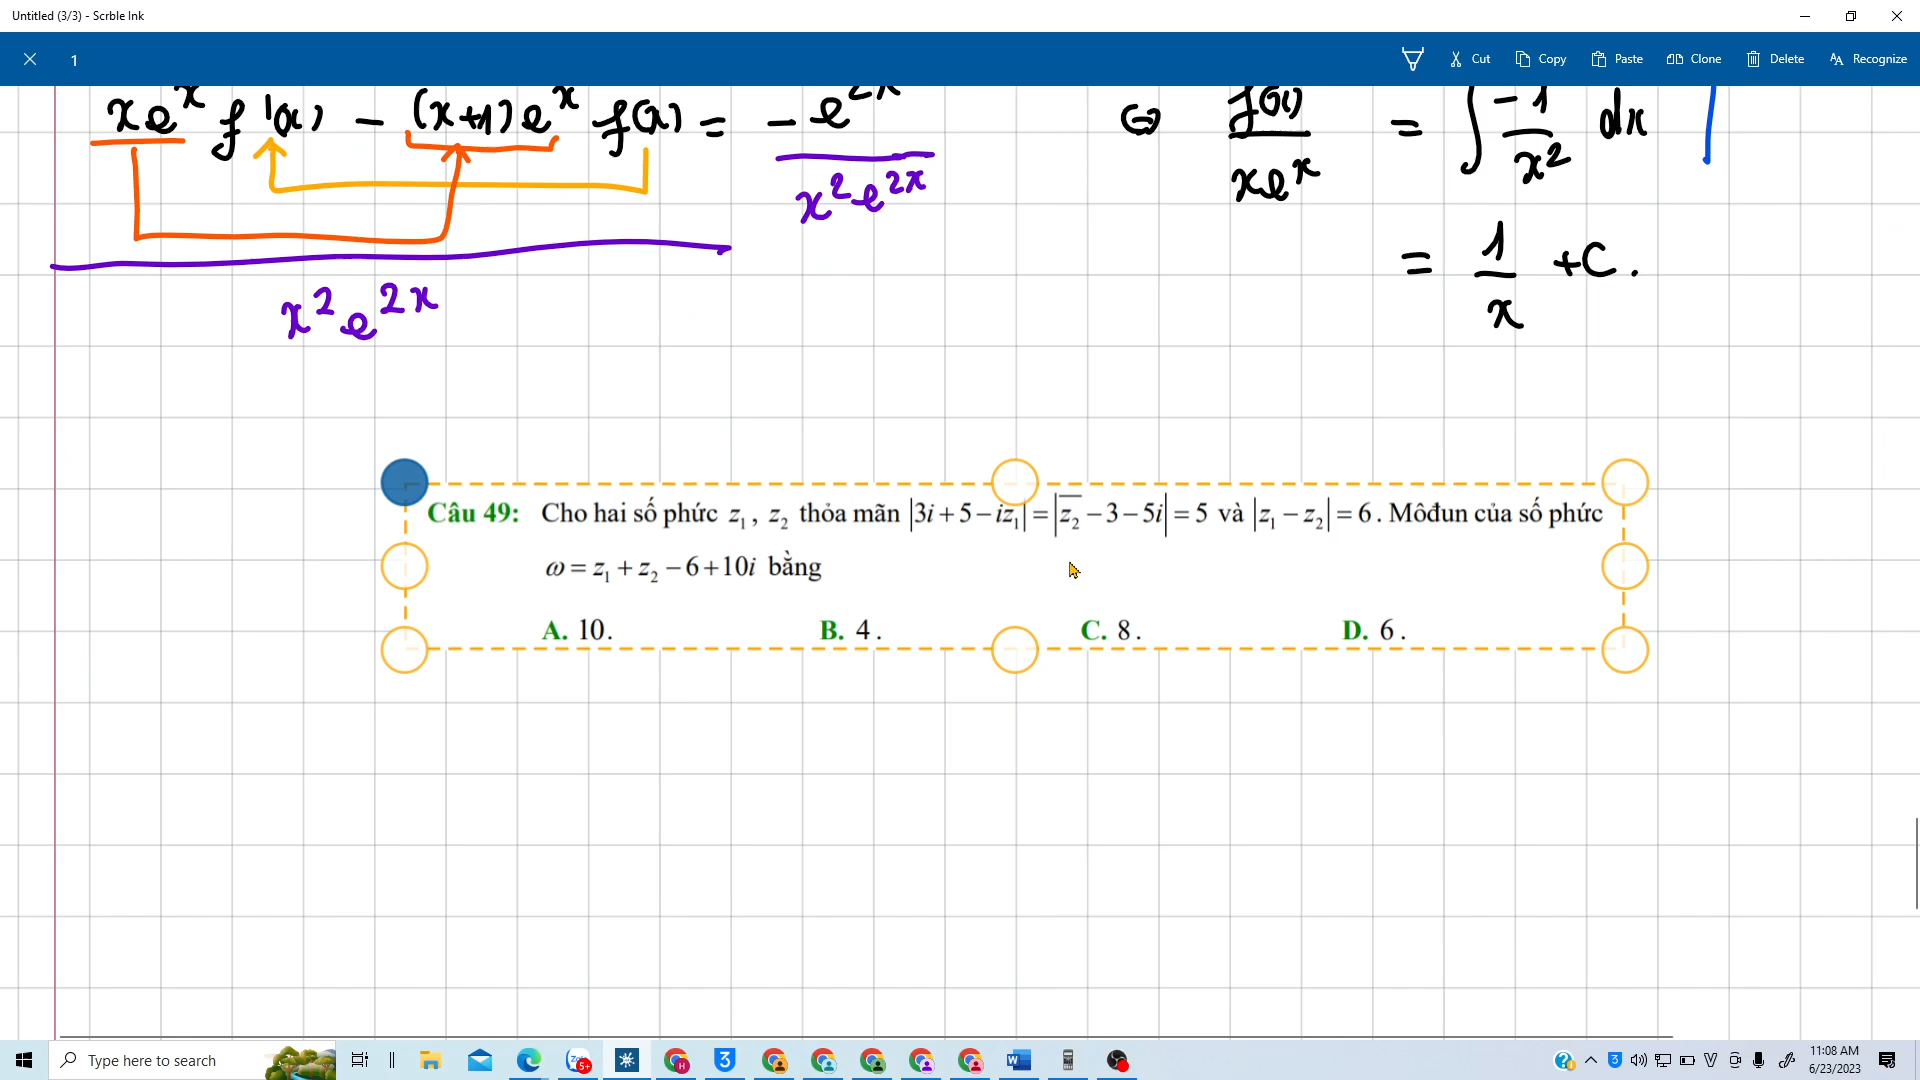 Untitled (3/3) - Scrble Ink
1
Cut
Copy
Paste
Clone
Delete
Recognize
xe^x f'(x) - (x+1)e^x f(x) = -e^{2x} / x^2 e^{2x}
x^2 e^{2x}
⇔ f(x) / xe^x = ∫ -1/x^2 dx
= 1/x + C.
Câu 49: Cho hai số phức z₁, z₂ thỏa mãn |3i + 5 − iz₁| = |z̅₂ − 3 − 5i| = 5 và |z₁ − z₂| = 6. Môđun của số phức
ω = z₁ + z₂ − 6 + 10i bằng
A. 10. B. 4. C. 8. D. 6.
Type here to search
11:08 AM
6/23/2023